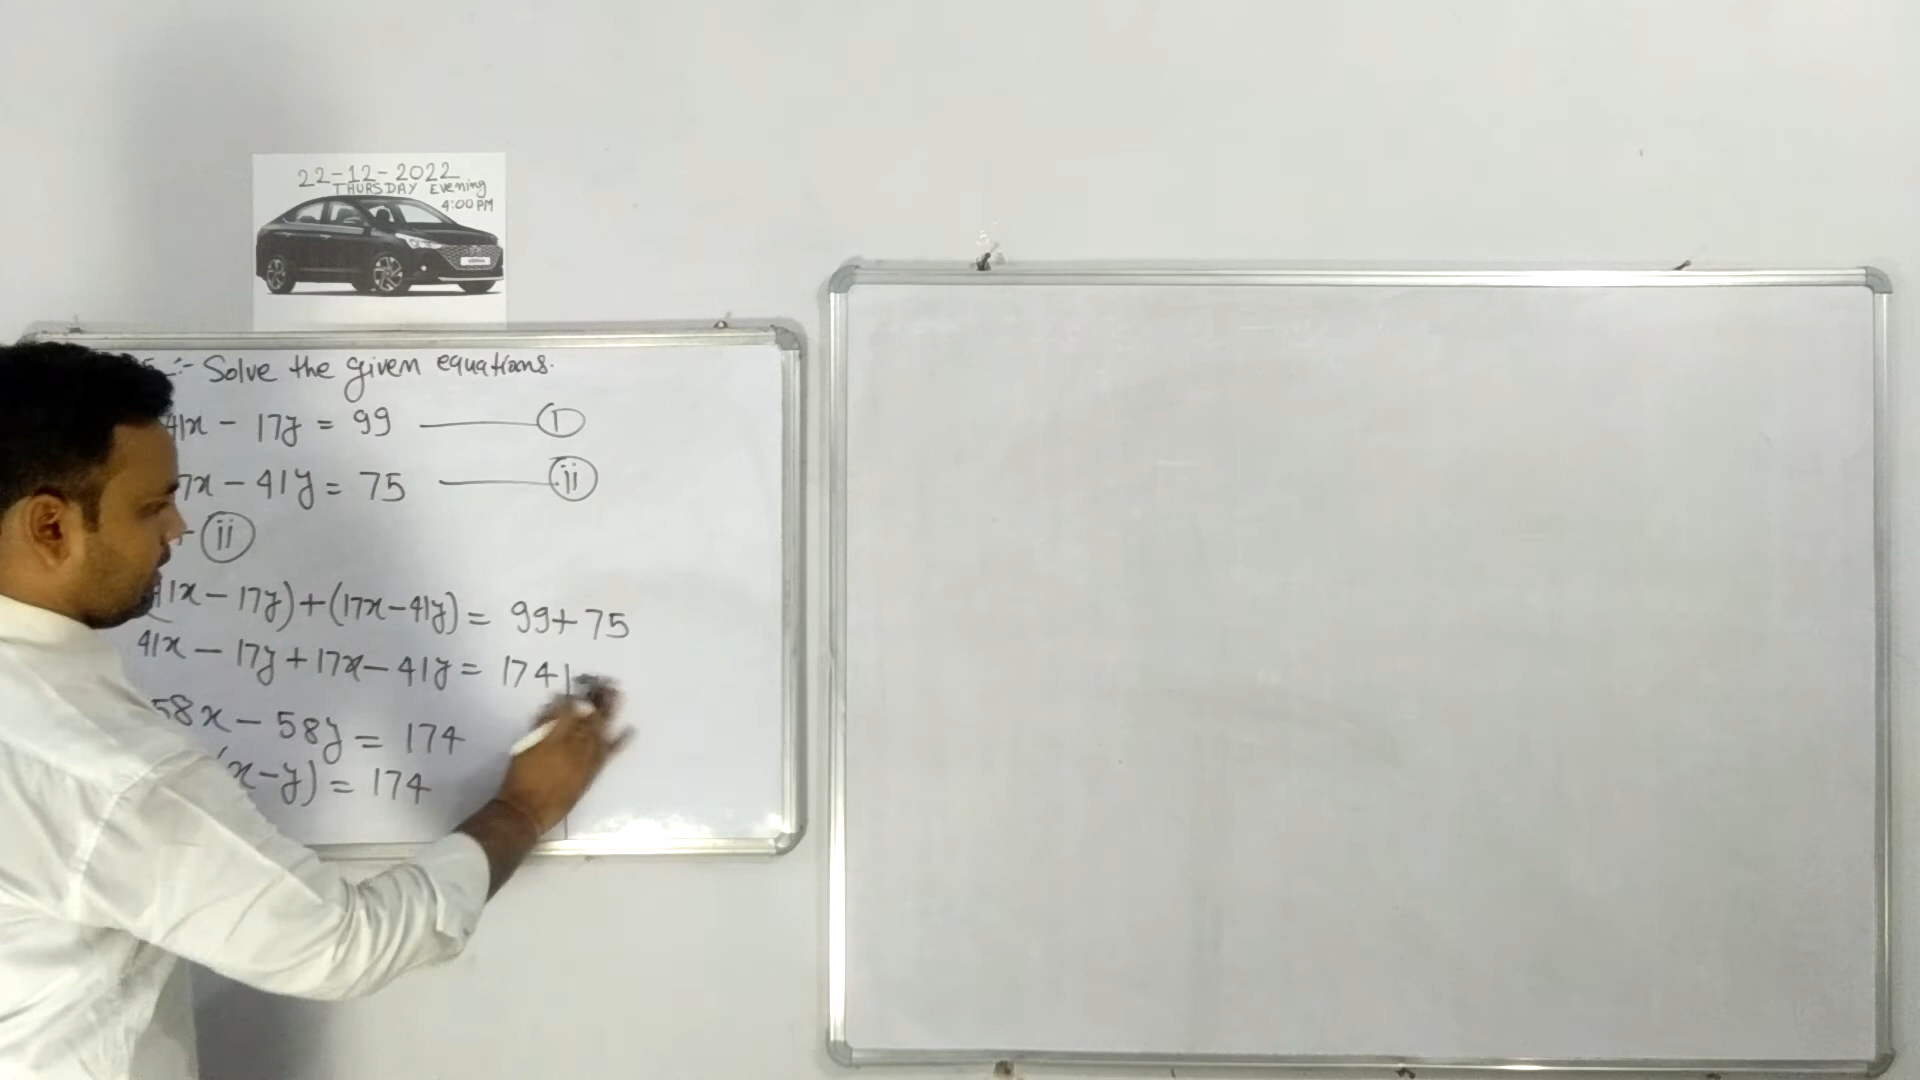 22-12-2022
THURSDAY Evening
4:00 PM
:- Solve the given equations.
41x - 17y = 99 ——— I
7x - 41y = 75 ——— ii
+ ii
41x - 17y) + (17x - 41y) = 99 + 75
41x - 17y + 17x - 41y = 174
58x - 58y = 174
(x - y) = 174